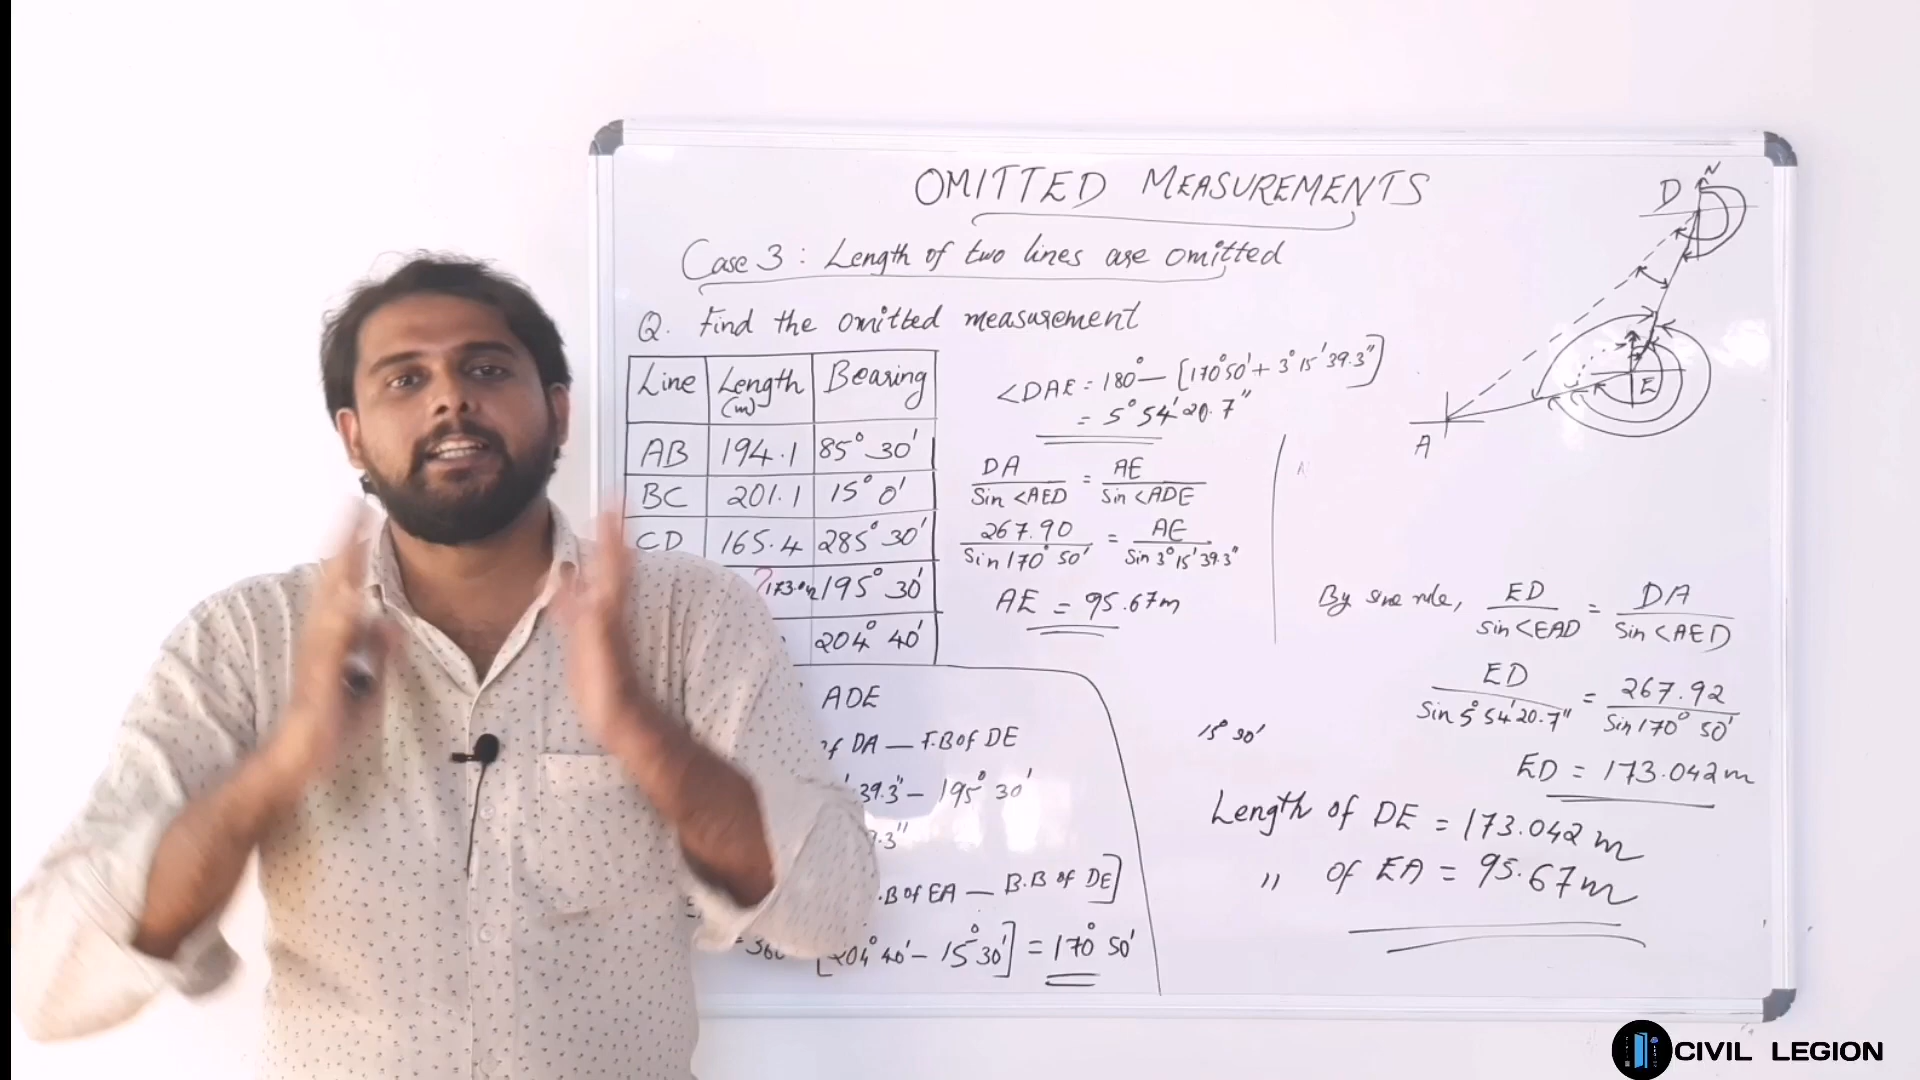 OMITTED MEASUREMENTS
Case 3 : Length of two lines are omitted
Q. Find the omitted measurement
Line Length (m) Bearing
AB 194.1 85° 30'
BC 201.1 15° 0'
CD 165.4 285° 30'
? 195° 30'
204° 40'
<DAE = 180° — [170°50' + 3°15'39.3"]
= 5° 54' 20.7"
DA / Sin <AED = AE / Sin <ADE
267.90 / Sin 170° 50' = AE / Sin 3°15'39.3"
AE = 95.67m
ADE
of DA — F.B of DE
39.3" — 195° 30'
.3"
.B of EA — B.B of DE]
= 360 [204° 40' — 15° 30'] = 170° 50'
N
D
E
A
By sine rule, ED / Sin <EAD = DA / Sin <AED
ED / Sin 5° 54' 20.7" = 267.92 / Sin 170° 50'
15° 30'
ED = 173.042m
Length of DE = 173.042 m
,, of EA = 95.67m
CIVIL LEGION